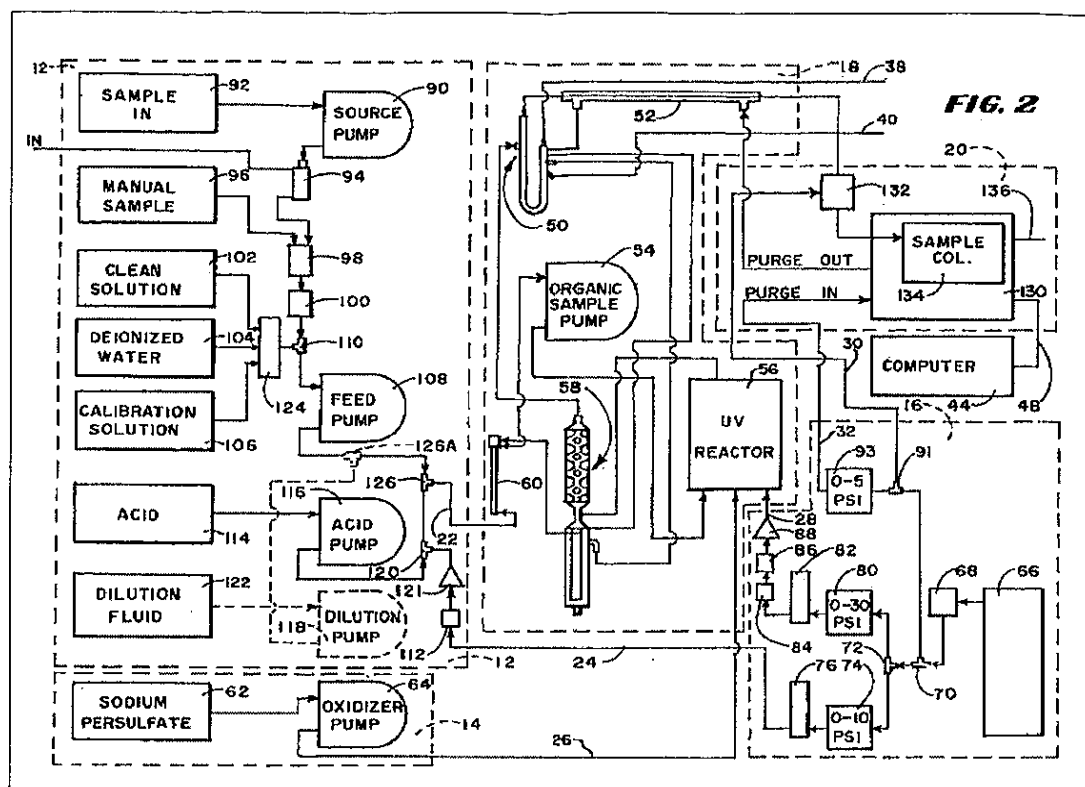 FIG. 2
12
SAMPLE IN
92
90
SOURCE PUMP
IN
94
MANUAL SAMPLE
96
98
CLEAN SOLUTION
102
100
DEIONIZED WATER
104
110
124
CALIBRATION SOLUTION
106
108
FEED PUMP
126A
126
116
ACID
114
ACID PUMP
22
120
121
DILUTION FLUID
122
118
DILUTION PUMP
112
12
24
SODIUM PERSULFATE
62
64
OXIDIZER PUMP
14
26
18
38
52
40
50
54
ORGANIC SAMPLE PUMP
58
60
56
UV REACTOR
20
132
136
SAMPLE COL.
134
130
PURGE OUT
PURGE IN
30
COMPUTER
44
48
16
32
93
0-5 PSI
91
28
88
86
82
84
80
0-30 PSI
68
66
72
70
76
74
0-10 PSI